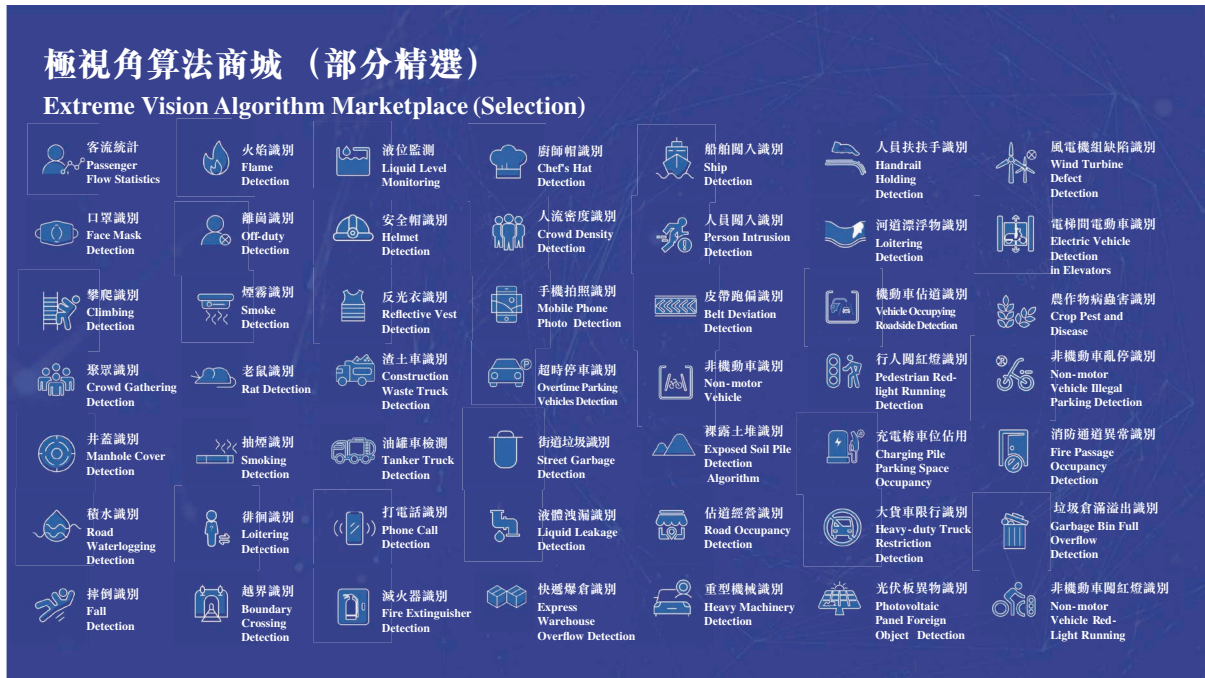 極視角算法商城 （部分精選）
Extreme Vision Algorithm Marketplace (Selection)
客流統計
Passenger
Flow Statistics
火焰識別
Flame
Detection
液位監測
Liquid Level
Monitoring
廚師帽識別
Chef's Hat
Detection
船舶闖入識別
Ship
Detection
人員扶扶手識別
Handrail
Holding
Detection
風電機組缺陷識別
Wind Turbine
Defect
Detection
口罩識別
Face Mask
Detection
離崗識別
Off-duty
Detection
安全帽識別
Helmet
Detection
人流密度識別
Crowd Density
Detection
人員闖入識別
Person Intrusion
Detection
河道漂浮物識別
Loitering
Detection
電梯間電動車識別
Electric Vehicle
Detection
in Elevators
攀爬識別
Climbing
Detection
煙霧識別
Smoke
Detection
反光衣識別
Reflective Vest
Detection
手機拍照識別
Mobile Phone
Photo Detection
皮帶跑偏識別
Belt Deviation
Detection
機動車佔道識別
Vehicle Occupying
Roadside Detection
農作物病蟲害識別
Crop Pest and
Disease
聚眾識別
Crowd Gathering
Detection
老鼠識別
Rat Detection
渣土車識別
Construction
Waste Truck
Detection
超時停車識別
Overtime Parking
Vehicles Detection
非機動車識別
Non-motor
Vehicle
行人闖紅燈識別
Pedestrian Red-
light Running
Detection
非機動車亂停識別
Non-motor
Vehicle Illegal
Parking Detection
井蓋識別
Manhole Cover
Detection
抽煙識別
Smoking
Detection
油罐車檢測
Tanker Truck
Detection
街道垃圾識別
Street Garbage
Detection
裸露土堆識別
Exposed Soil Pile
Detection
Algorithm
充電樁車位佔用
Charging Pile
Parking Space
Occupancy
消防通道異常識別
Fire Passage
Occupancy
Detection
積水識別
Road
Waterlogging
Detection
徘徊識別
Loitering
Detection
打電話識別
Phone Call
Detection
液體洩漏識別
Liquid Leakage
Detection
佔道經營識別
Road Occupancy
Detection
大貨車限行識別
Heavy-duty Truck
Restriction
Detection
垃圾倉滿溢出識別
Garbage Bin Full
Overflow
Detection
摔倒識別
Fall
Detection
越界識別
Boundary
Crossing
Detection
滅火器識別
Fire Extinguisher
Detection
快遞爆倉識別
Express
Warehouse
Overflow Detection
重型機械識別
Heavy Machinery
Detection
光伏板異物識別
Photovoltaic
Panel Foreign
Object Detection
非機動車闖紅燈識別
Non-motor
Vehicle Red-
Light Running